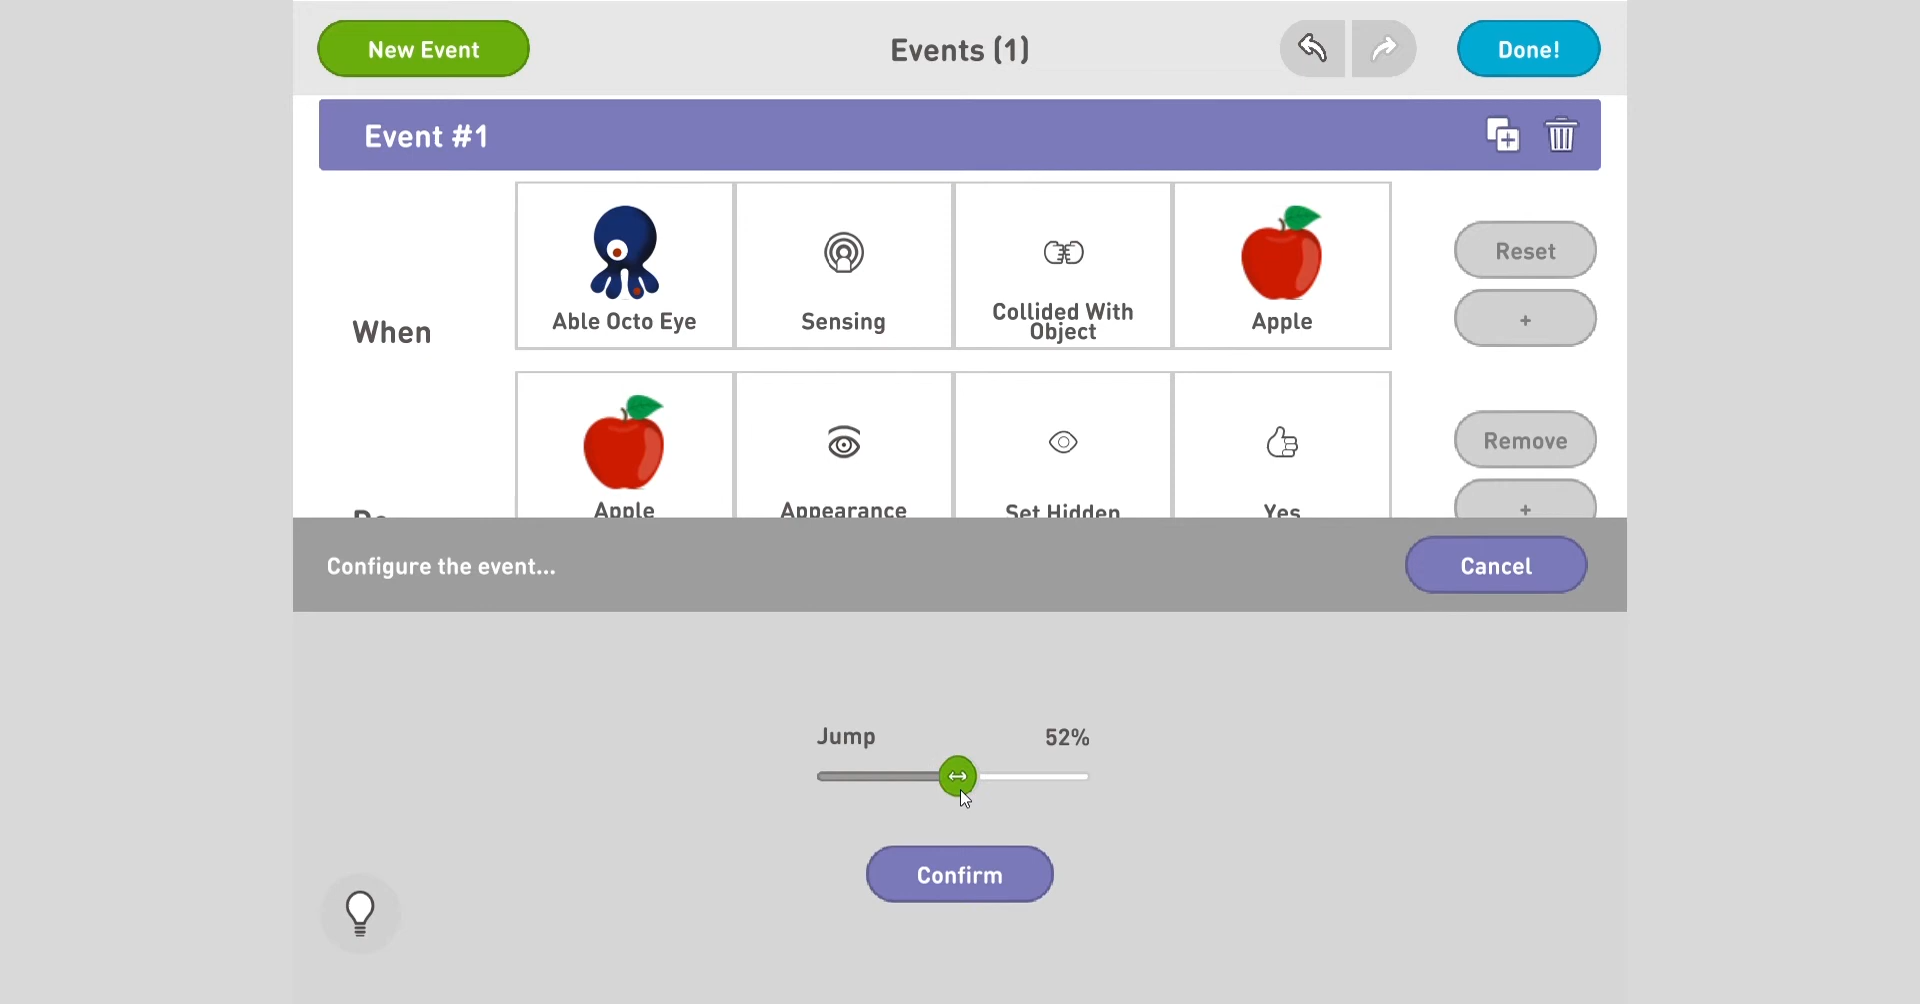 New Event
Events (1)
Done!
Event #1
When
Able Octo Eye
Sensing
Collided With
Object
Apple
Reset
+
Do
Apple
Appearance
Set Hidden
Yes
Remove
+
Configure the event...
Cancel
Jump
52%
Confirm